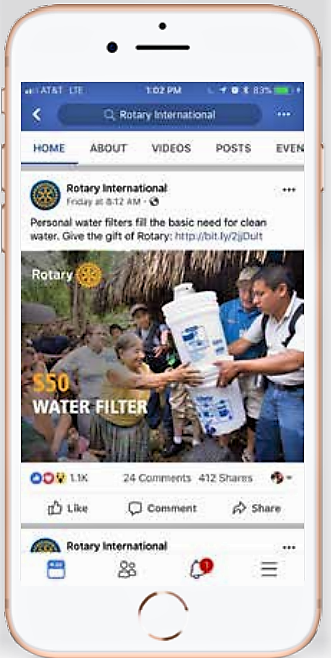 AT&T LTE 1:02 PM 83%
Rotary International
HOME ABOUT VIDEOS POSTS EVEN
Rotary International
Friday at 8:12 AM
Personal water filters fill the basic need for clean
water. Give the gift of Rotary: http://bit.ly/2jjDult
Rotary
$50
WATER FILTER
1.1K 24 Comments 412 Shares
Like Comment Share
Rotary International
1